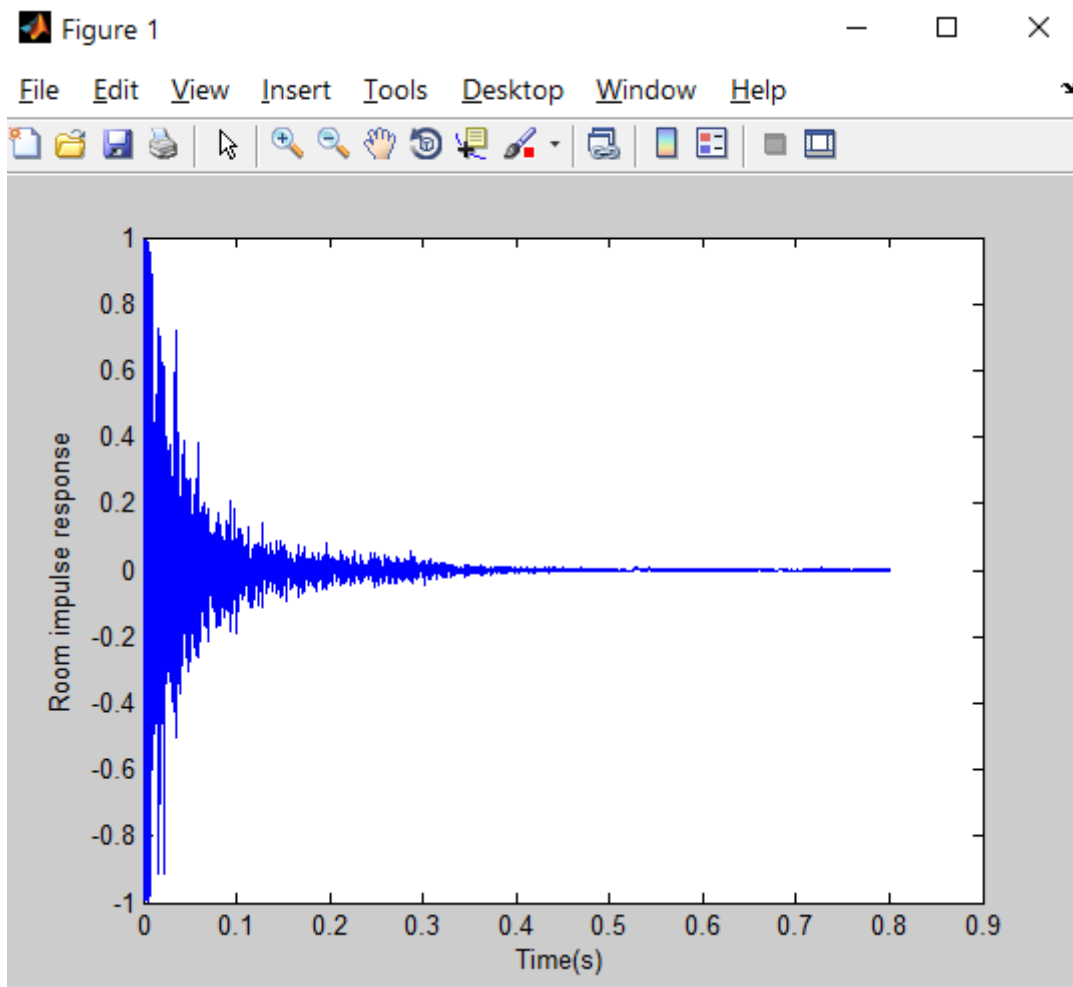 Figure 1
File Edit View Insert Tools Desktop Window Help
1
0.8
0.6
0.4
0.2
0
-0.2
-0.4
-0.6
-0.8
-1
Room impulse response
0 0.1 0.2 0.3 0.4 0.5 0.6 0.7 0.8 0.9
Time(s)